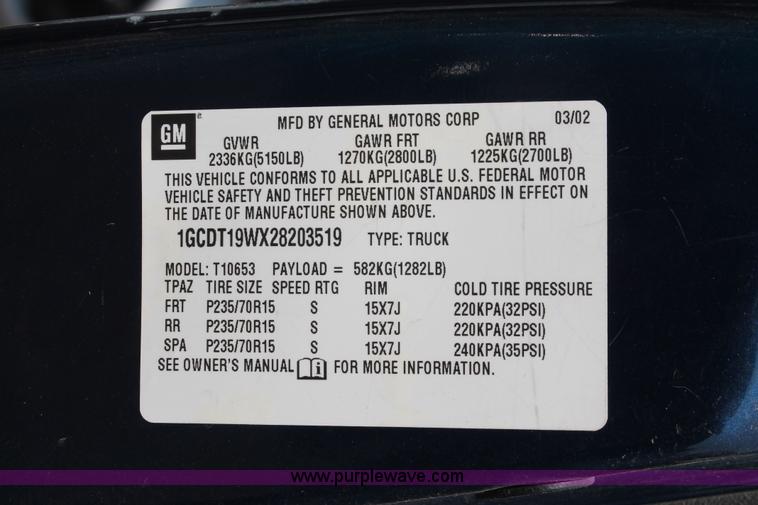 GM
MFD BY GENERAL MOTORS CORP 03/02
GVWR GAWR FRT GAWR RR
2336KG(5150LB) 1270KG(2800LB) 1225KG(2700LB)
THIS VEHICLE CONFORMS TO ALL APPLICABLE U.S. FEDERAL MOTOR
VEHICLE SAFETY AND THEFT PREVENTION STANDARDS IN EFFECT ON
THE DATE OF MANUFACTURE SHOWN ABOVE.
1GCDT19WX28203519 TYPE: TRUCK
MODEL: T10653 PAYLOAD = 582KG(1282LB)
TPAZ TIRE SIZE SPEED RTG RIM COLD TIRE PRESSURE
FRT P235/70R15 S 15X7J 220KPA(32PSI)
RR P235/70R15 S 15X7J 220KPA(32PSI)
SPA P235/70R15 S 15X7J 240KPA(35PSI)
SEE OWNER'S MANUAL i FOR MORE INFORMATION.
www.purplewave.com